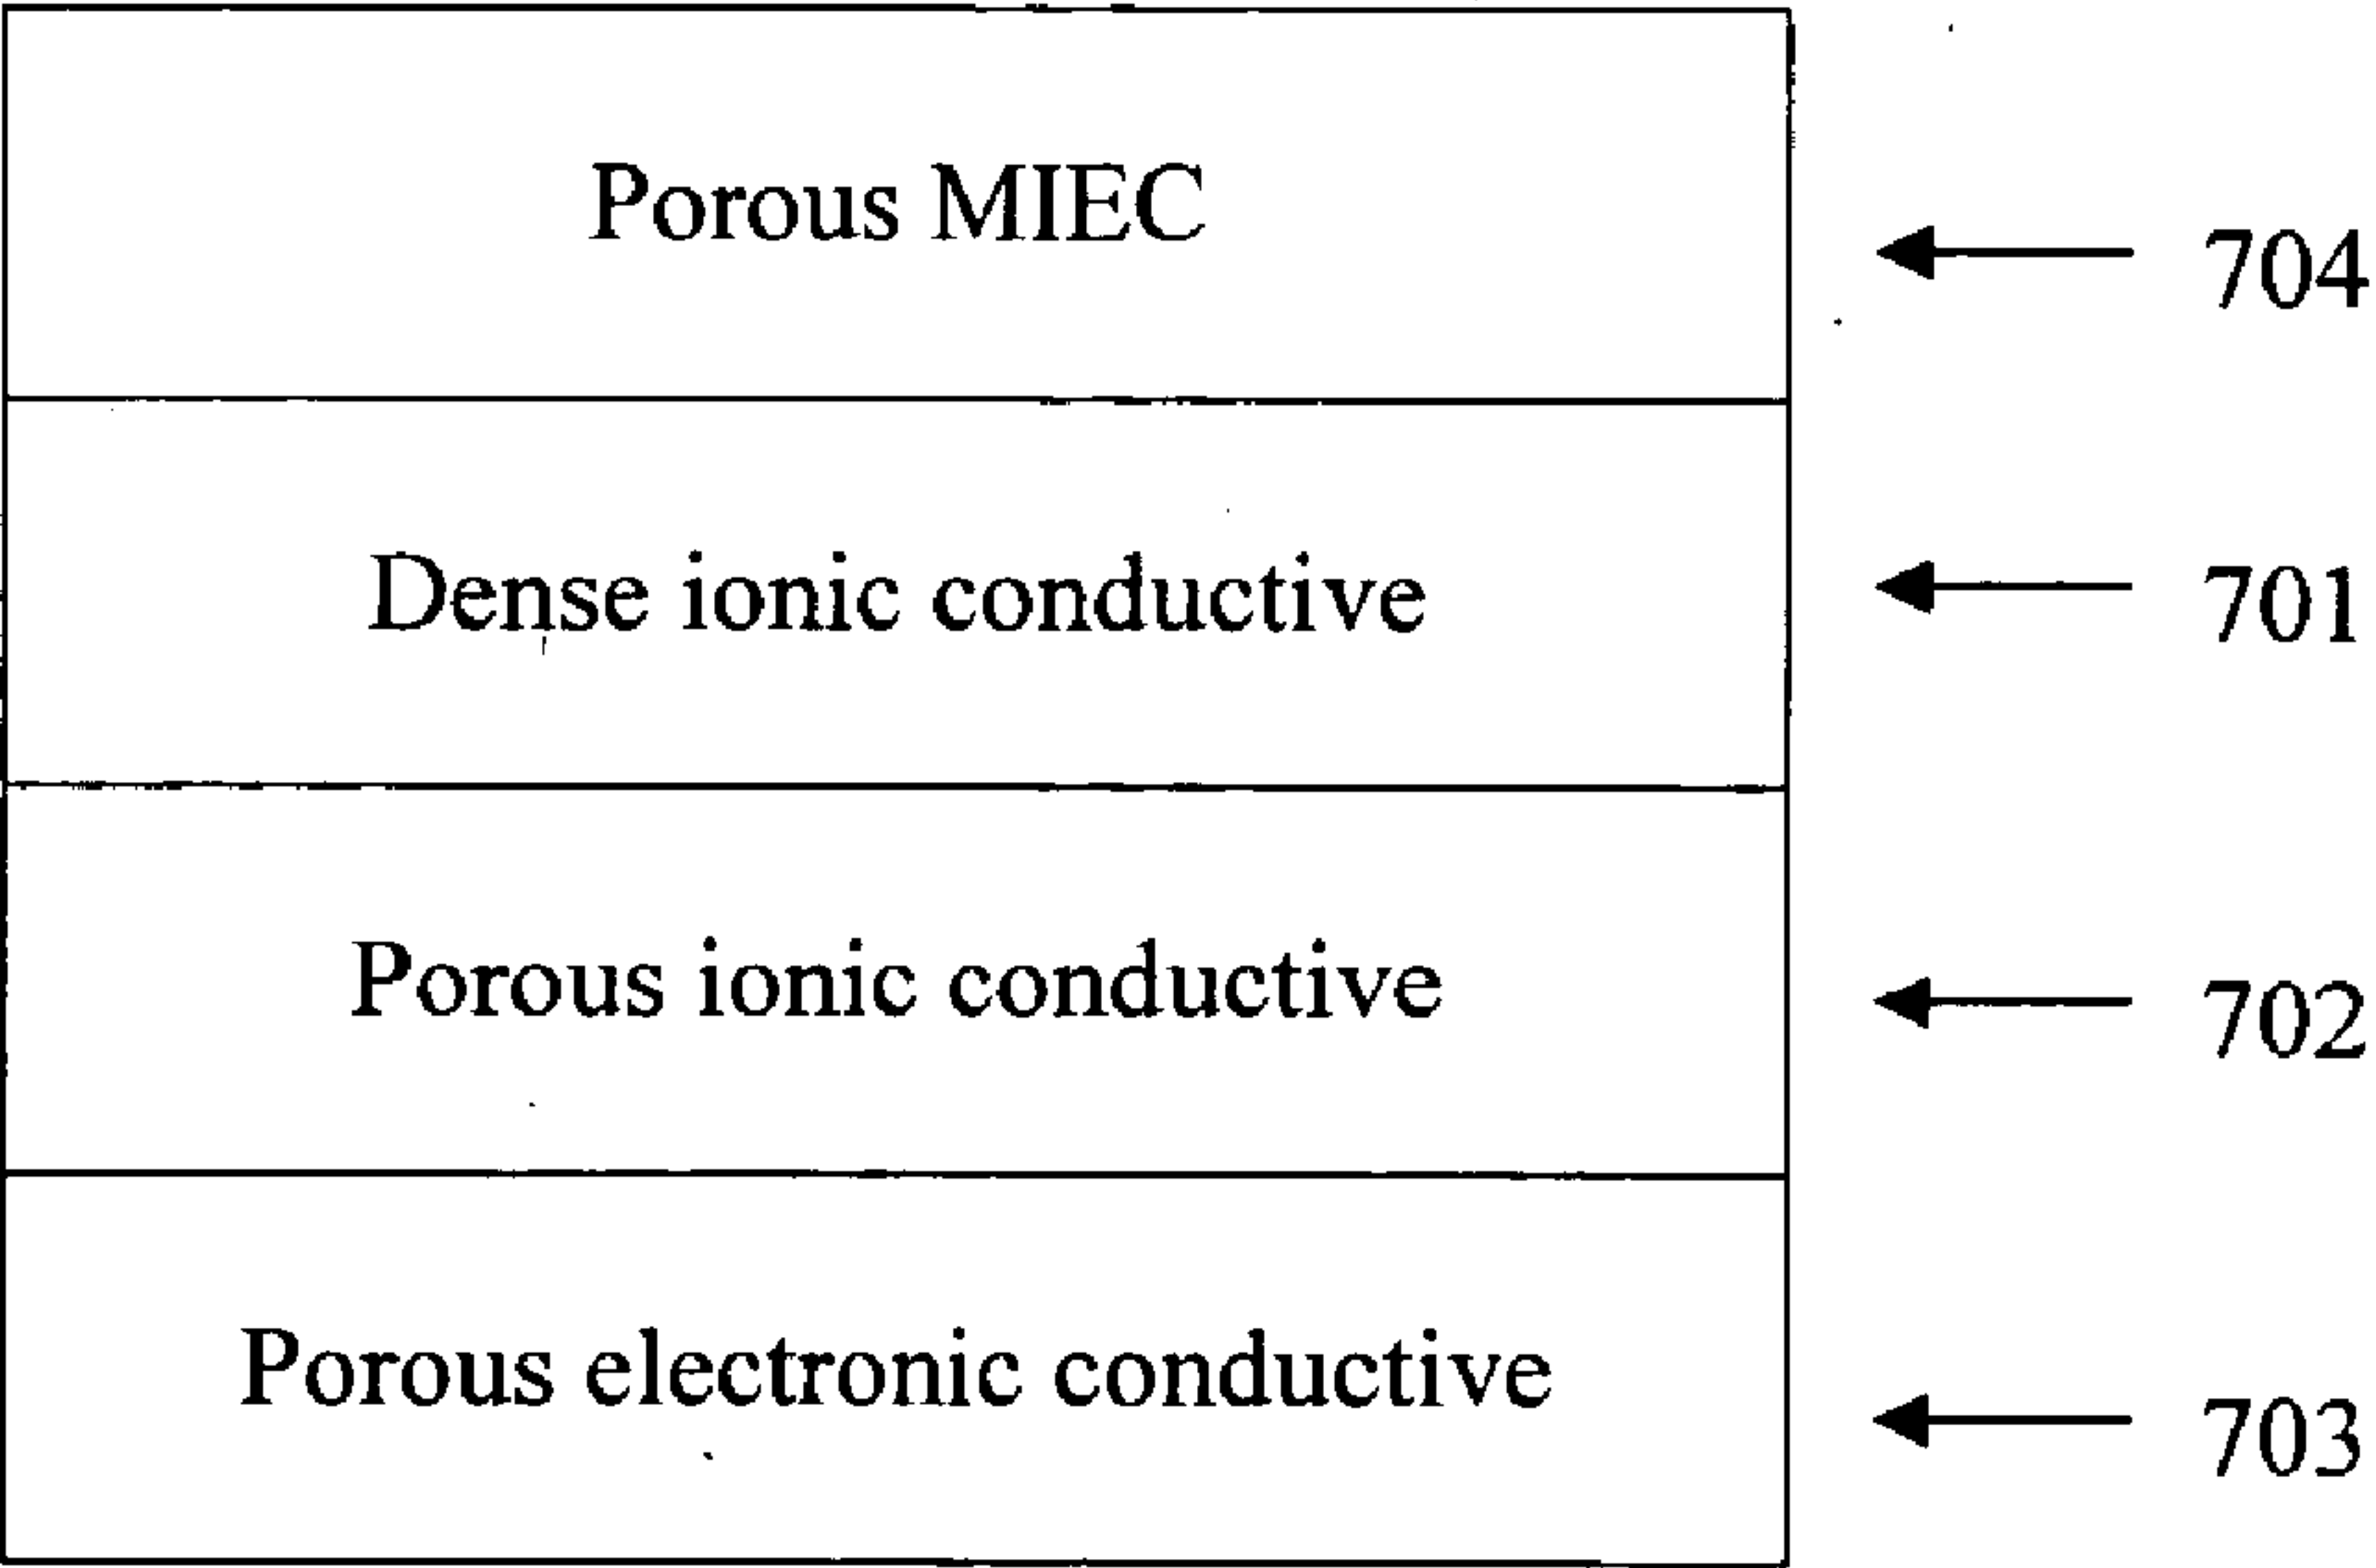 Porous MIEC
704
Dense ionic conductive
701
Porous ionic conductive
702
Porous electronic conductive
703